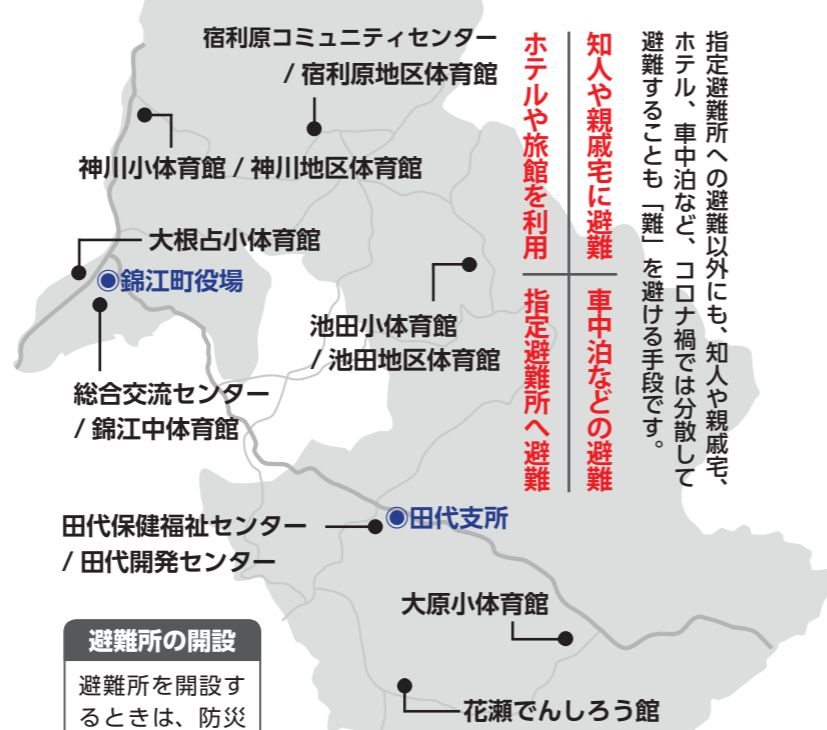 指定避難所への避難以外にも、知人や親戚宅、
ホテル、車中泊など、コロナ禍では分散して
避難することも「難」を避ける手段です。
知人や親戚宅に避難
車中泊などの避難
ホテルや旅館を利用
指定避難所へ避難
宿利原コミュニティセンター
/ 宿利原地区体育館
神川小体育館 / 神川地区体育館
大根占小体育館
錦江町役場
池田小体育館
/ 池田地区体育館
総合交流センター
/ 錦江中体育館
田代保健福祉センター
/ 田代開発センター
田代支所
大原小体育館
花瀬でんしろう館
避難所の開設
避難所を開設す
るときは、防災